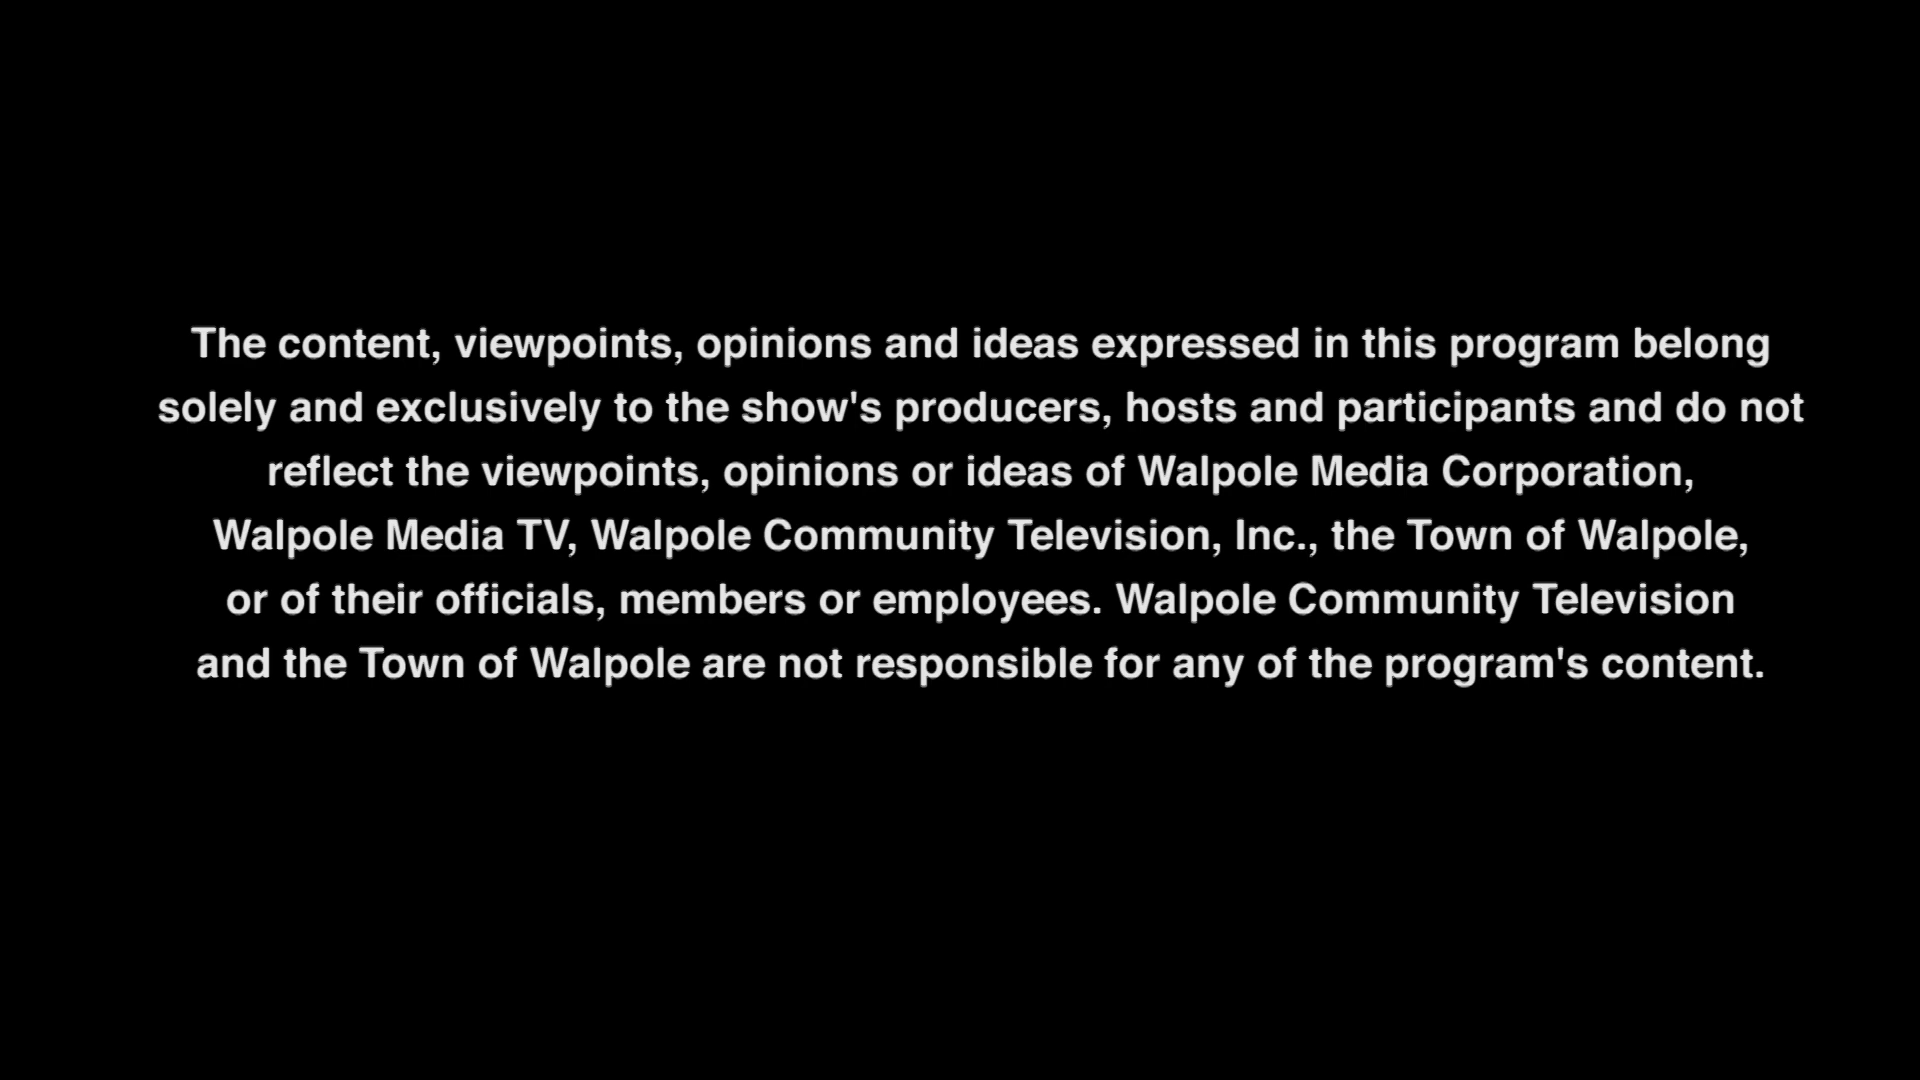 The content, viewpoints, opinions and ideas expressed in this program belong
solely and exclusively to the show's producers, hosts and participants and do not
reflect the viewpoints, opinions or ideas of Walpole Media Corporation,
Walpole Media TV, Walpole Community Television, Inc., the Town of Walpole,
or of their officials, members or employees. Walpole Community Television
and the Town of Walpole are not responsible for any of the program's content.